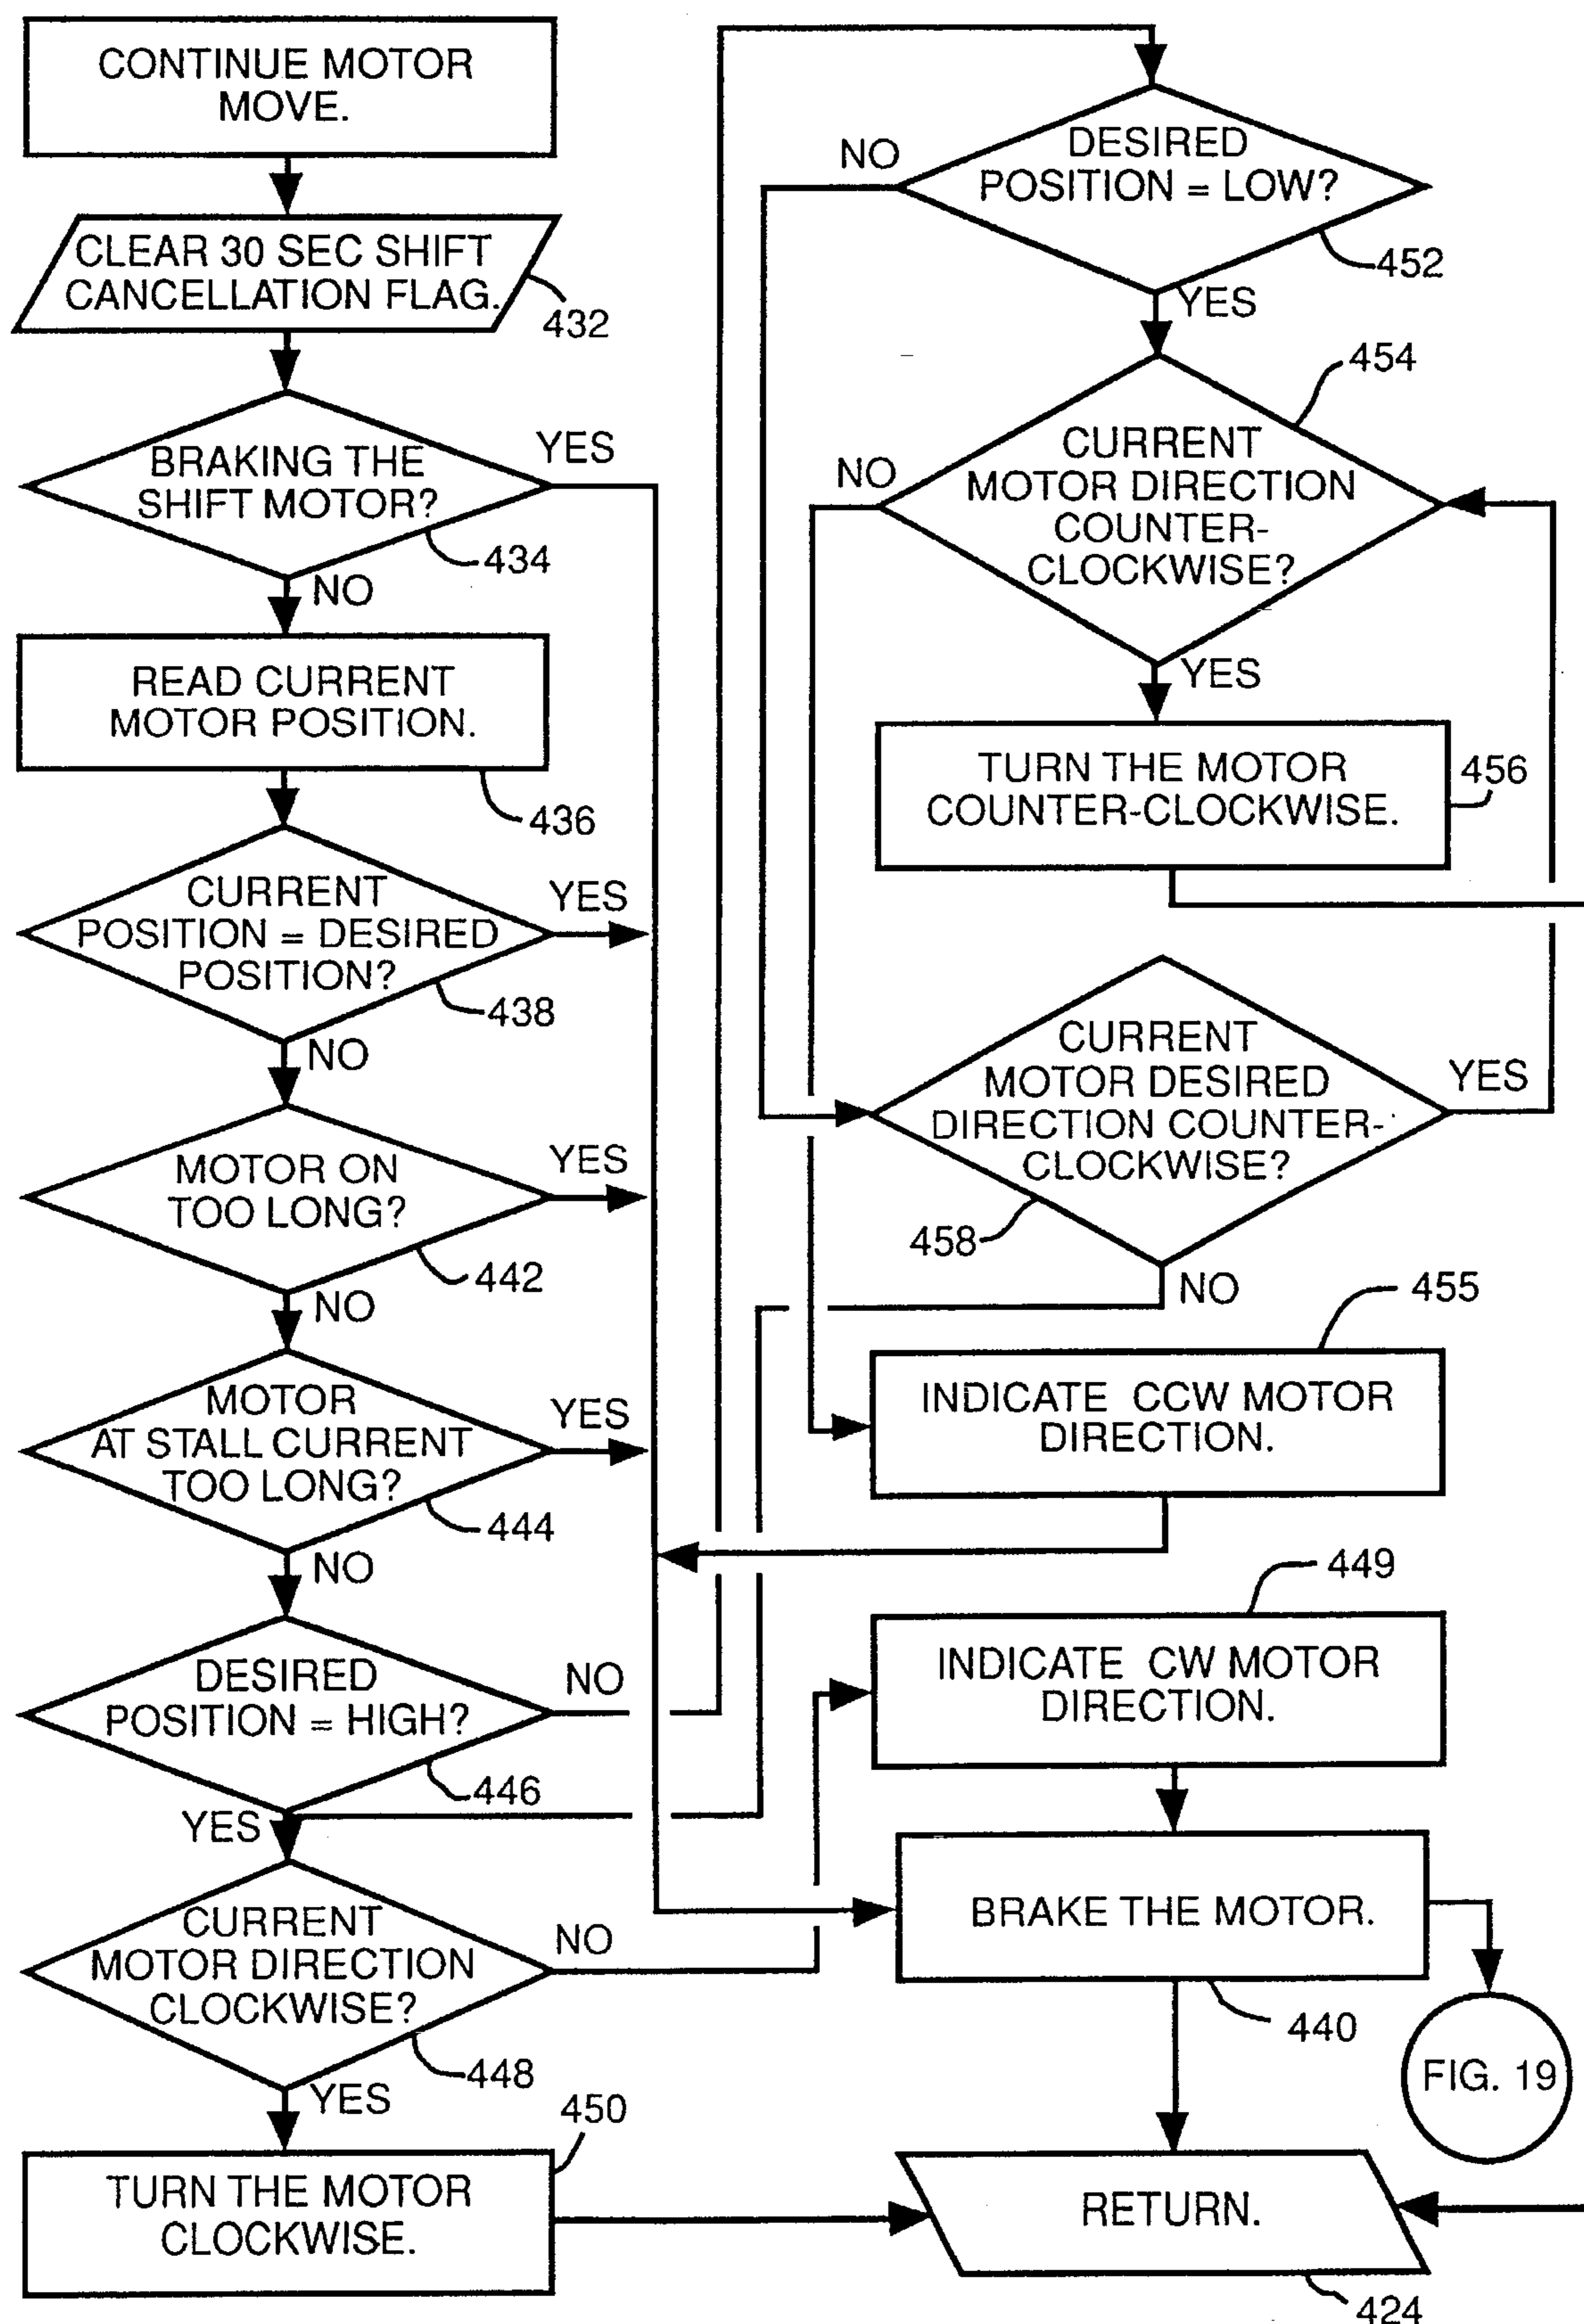 CONTINUE MOTOR
MOVE.
CLEAR 30 SEC SHIFT
CANCELLATION FLAG.
432
BRAKING THE
SHIFT MOTOR?
YES
434
NO
READ CURRENT
MOTOR POSITION.
436
CURRENT
POSITION = DESIRED
POSITION?
YES
438
NO
MOTOR ON
TOO LONG?
YES
442
NO
MOTOR
AT STALL CURRENT
TOO LONG?
YES
444
NO
DESIRED
POSITION = HIGH?
NO
446
YES
CURRENT
MOTOR DIRECTION
CLOCKWISE?
NO
448
YES
450
TURN THE MOTOR
CLOCKWISE.
DESIRED
POSITION = LOW?
NO
452
YES
454
CURRENT
MOTOR DIRECTION
COUNTER-
CLOCKWISE?
NO
YES
TURN THE MOTOR
COUNTER-CLOCKWISE.
456
CURRENT
MOTOR DESIRED
DIRECTION COUNTER-
CLOCKWISE?
YES
458
NO
455
INDICATE CCW MOTOR
DIRECTION.
449
INDICATE CW MOTOR
DIRECTION.
BRAKE THE MOTOR.
440
FIG. 19
RETURN.
424